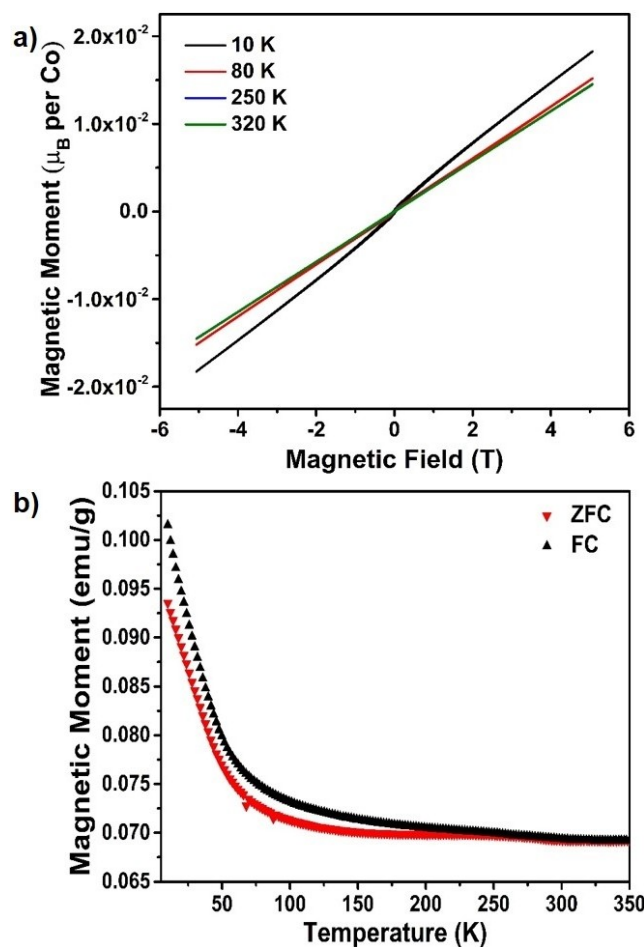 a)
2.0x10⁻²
1.0x10⁻²
0.0
-1.0x10⁻²
-2.0x10⁻²
Magnetic Moment (μ_B per Co)
10 K
80 K
250 K
320 K
-6 -4 -2 0 2 4 6
Magnetic Field (T)
b)
0.105
0.100
0.095
0.090
0.085
0.080
0.075
0.070
0.065
Magnetic Moment (emu/g)
ZFC
FC
50 100 150 200 250 300 350
Temperature (K)